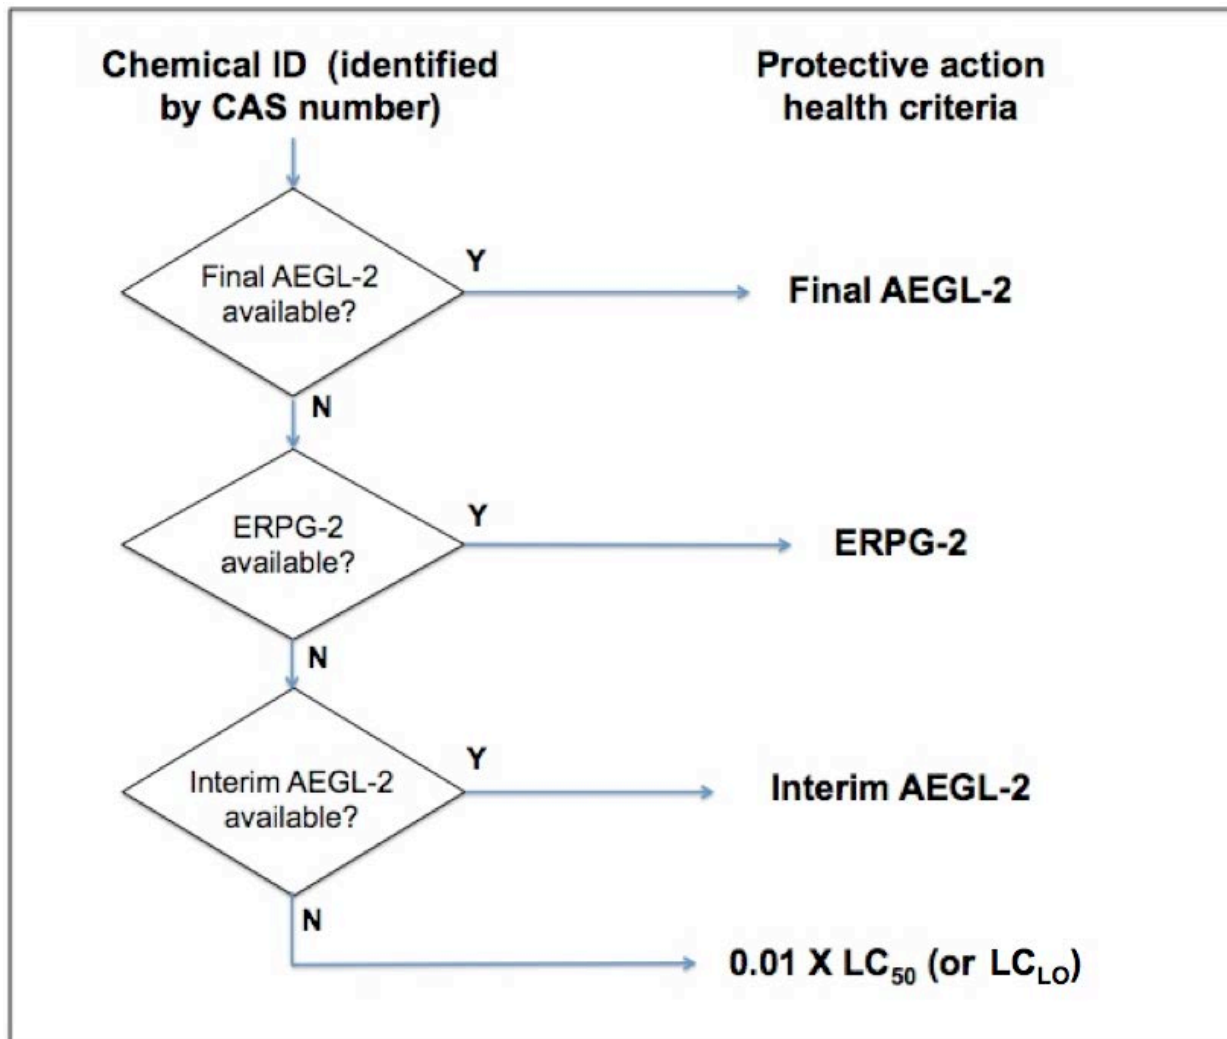 Chemical ID (identified
by CAS number)
Protective action
health criteria
Final AEGL-2
available?
Y
Final AEGL-2
N
ERPG-2
available?
Y
ERPG-2
N
Interim AEGL-2
available?
Y
Interim AEGL-2
N
0.01 X LC50 (or LCLO)